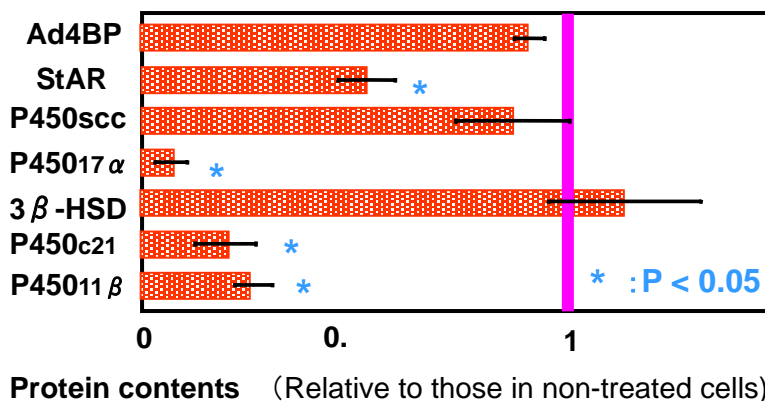 Ad4BP
StAR
*
P450scc
P45017α
*
3β-HSD
P450c21
*
P45011β
*
* :P < 0.05
0 0. 1
Protein contents （Relative to those in non-treated cells)